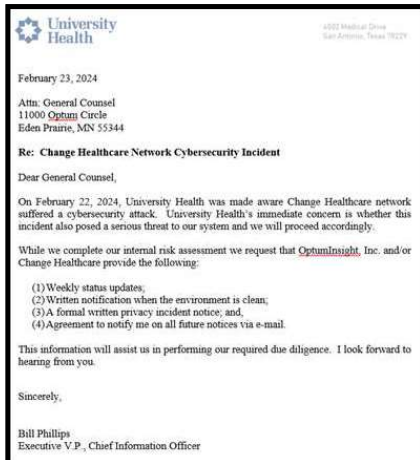 University
Health
4502 Medical Drive
San Antonio, Texas 78229
February 23, 2024
Attn: General Counsel
11000 Optum Circle
Eden Prairie, MN 55344
Re: Change Healthcare Network Cybersecurity Incident
Dear General Counsel,
On February 22, 2024, University Health was made aware Change Healthcare network
suffered a cybersecurity attack. University Health's immediate concern is whether this
incident also posed a serious threat to our system and we will proceed accordingly.
While we complete our internal risk assessment we request that OptumInsight, Inc. and/or
Change Healthcare provide the following:
(1) Weekly status updates;
(2) Written notification when the environment is clean;
(3) A formal written privacy incident notice; and,
(4) Agreement to notify me on all future notices via e-mail.
This information will assist us in performing our required due diligence. I look forward to
hearing from you.
Sincerely,
Bill Phillips
Executive V.P., Chief Information Officer